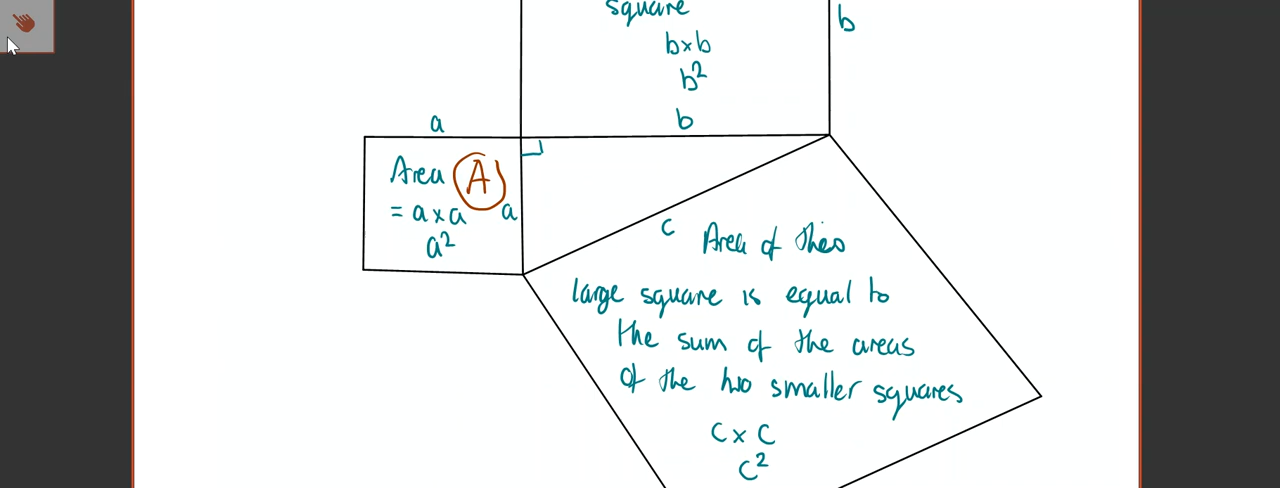 square
b
b×b
b²
a
b
Area A
= a×a a
a²
c
Area of this
large square is equal to
the sum of the areas
of the two smaller squares
c × c
c²